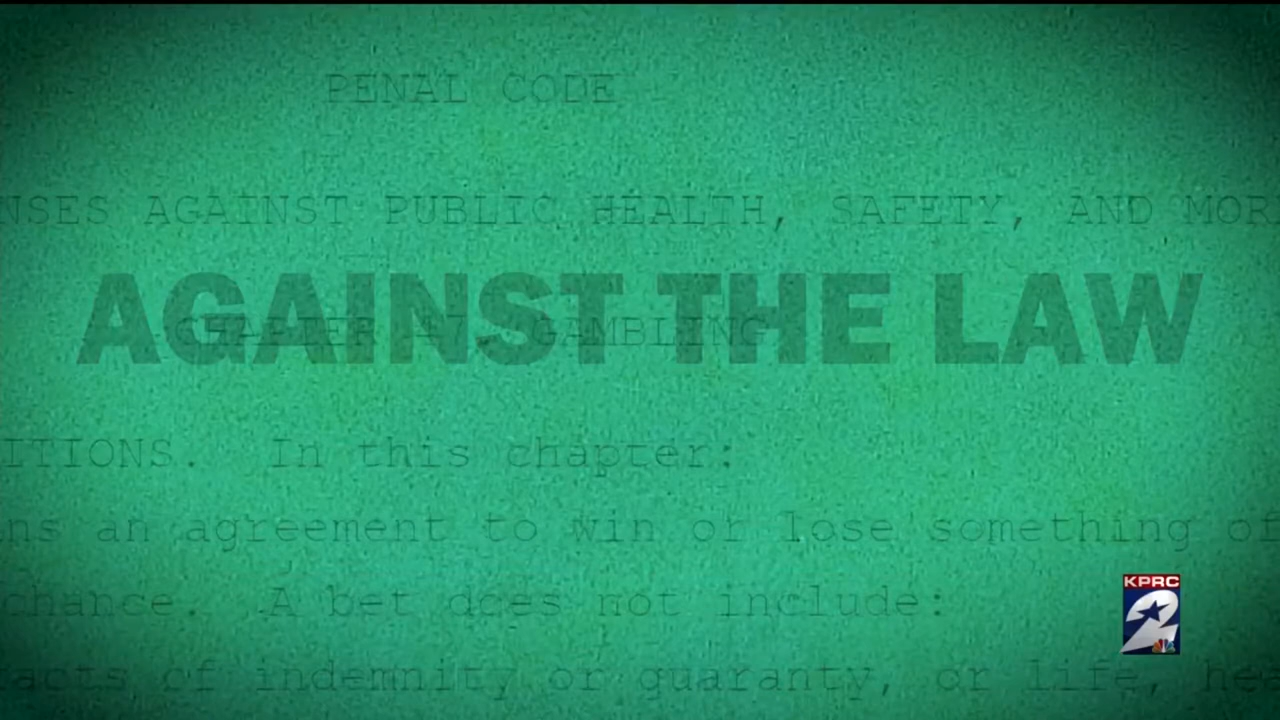 PENAL CODE
NSES AGAINST PUBLIC HEALTH, SAFETY, AND MOR
AGAINST THE LAW
CHAPTER 47. GAMBLING
ITIONS. In this chapter:
ns an agreement to win or lose something of
chance. A bet does not include:
acts of indemnity or guaranty, or life, hea
KPRC
2